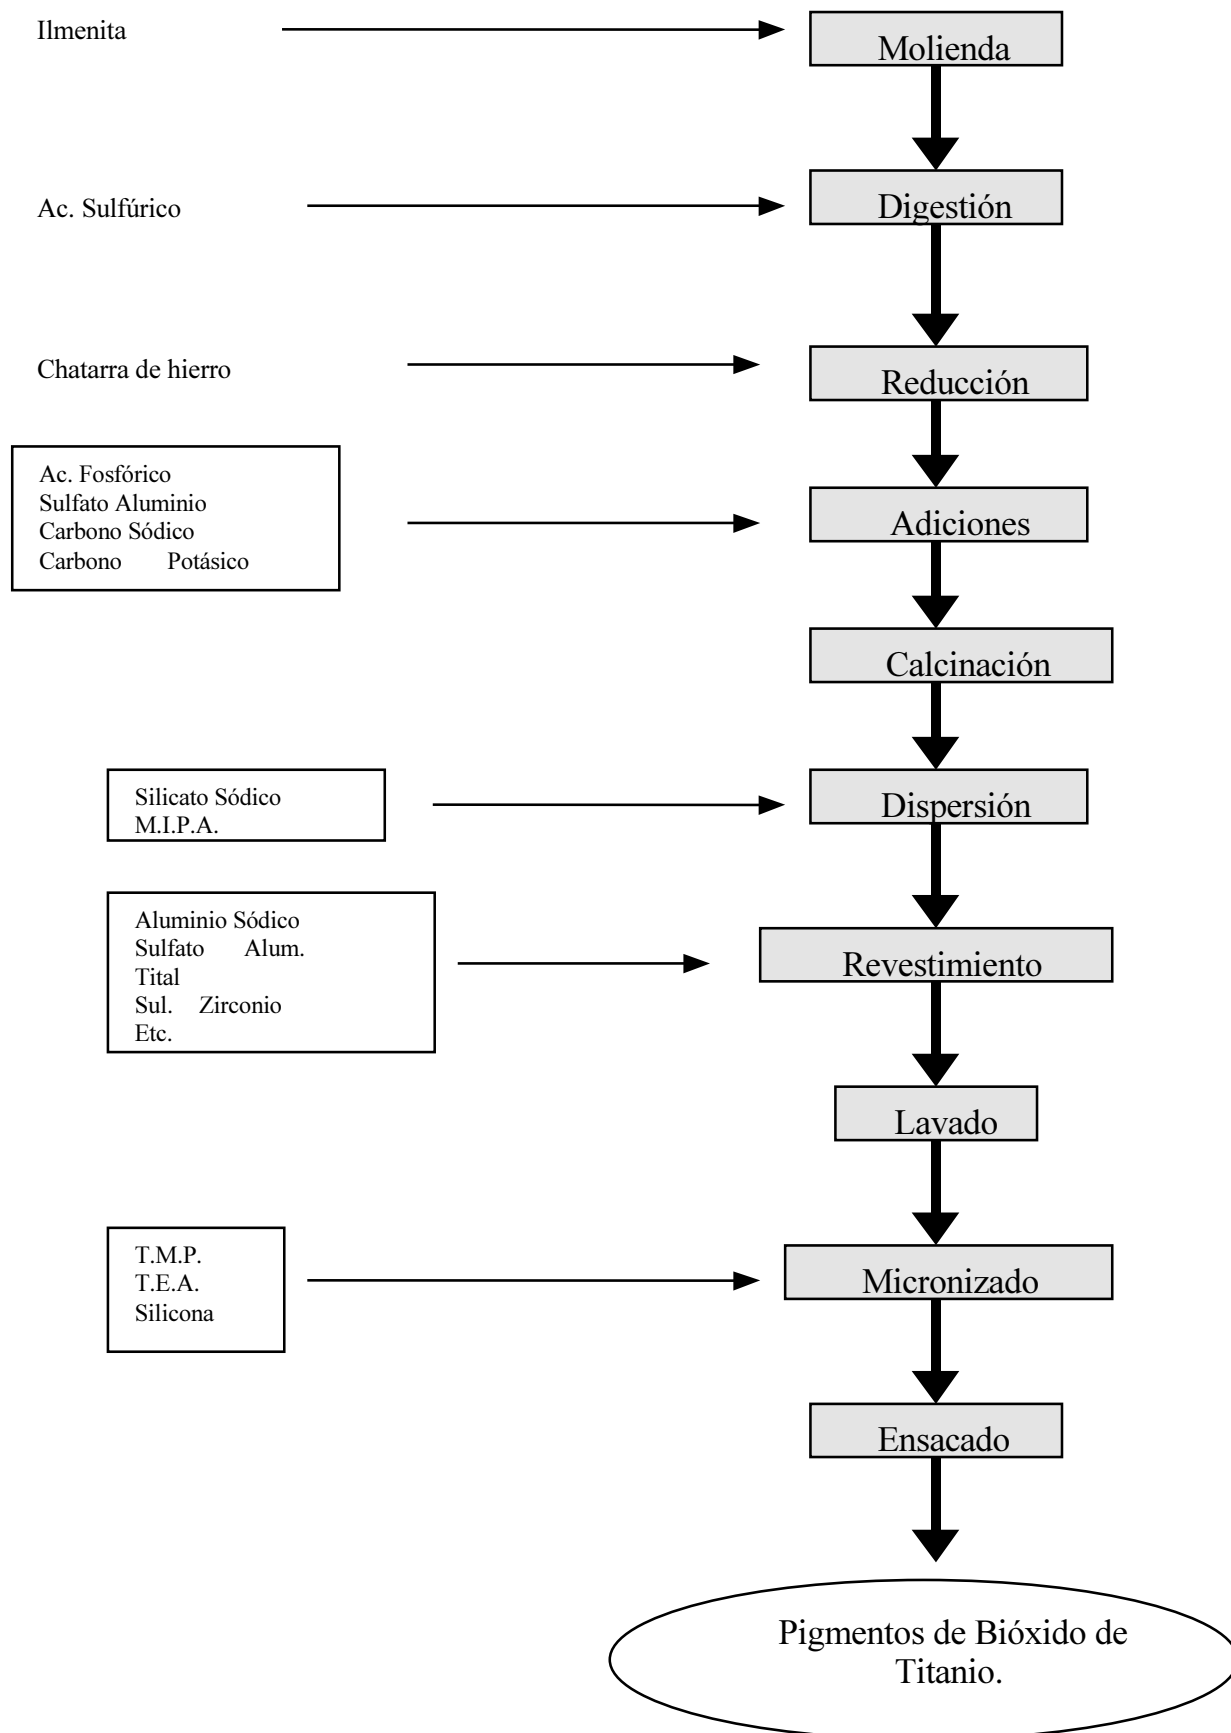 Ilmenita
Molienda
Ac. Sulfúrico
Digestión
Chatarra de hierro
Reducción
Ac. Fosfórico
Sulfato Aluminio
Carbono Sódico
Carbono Potásico
Adiciones
Calcinación
Silicato Sódico
M.I.P.A.
Dispersión
Aluminio Sódico
Sulfato Alum.
Tital
Sul. Zirconio
Etc.
Revestimiento
Lavado
T.M.P.
T.E.A.
Silicona
Micronizado
Ensacado
Pigmentos de Bióxido de
Titanio.